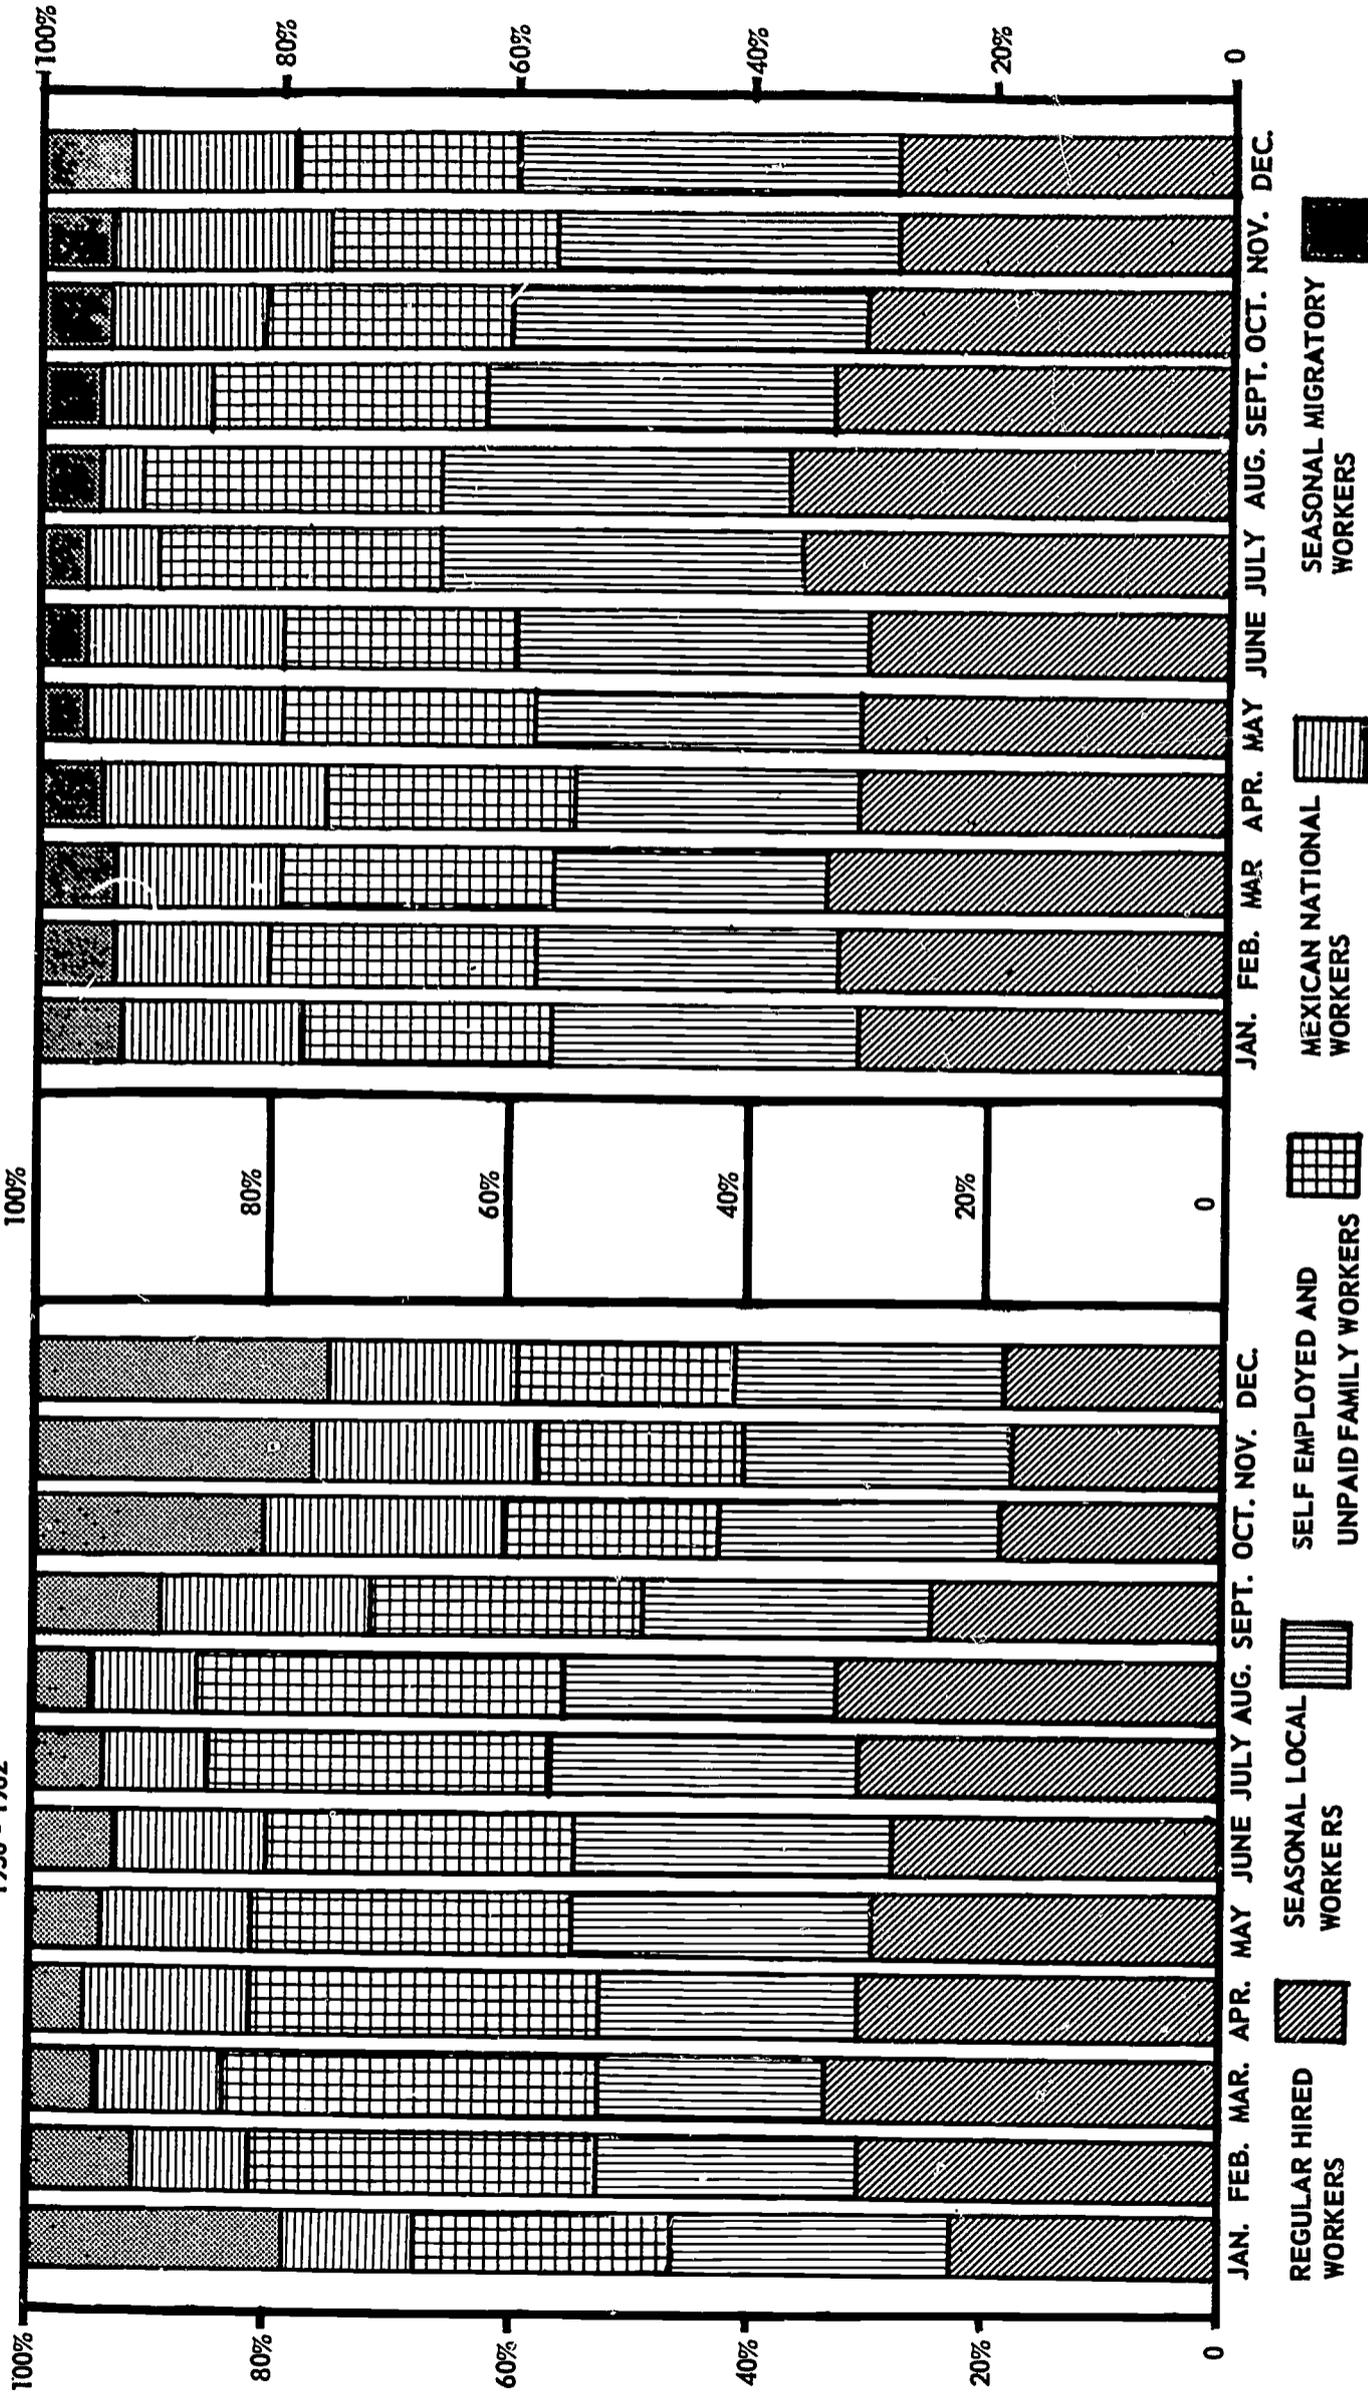 100%
80%
60%
40%
20%
0
100%
80%
60%
40%
20%
0
100%
80%
60%
40%
20%
0
JAN. FEB. MAR. APR. MAY JUNE JULY AUG. SEPT. OCT. NOV. DEC.
JAN. FEB. MAR APR. MAY JUNE JULY AUG. SEPT. OCT. NOV. DEC.
REGULAR HIRED
WORKERS
SEASONAL LOCAL
WORKERS
SELF EMPLOYED AND
UNPAID FAMILY WORKERS
MEXICAN NATIONAL
WORKERS
SEASONAL MIGRATORY
WORKERS